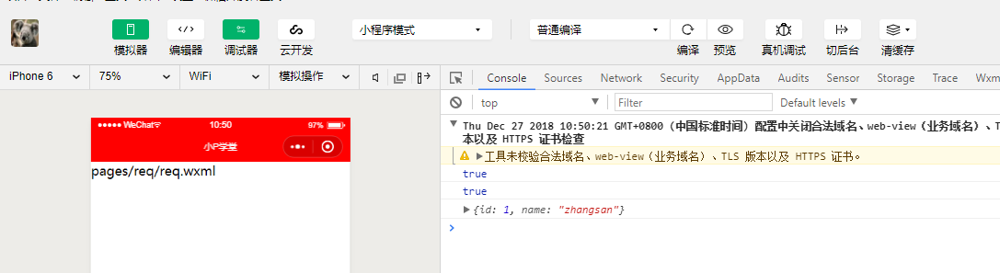 模拟器 编辑器 调试器 云开发 小程序模式 普通编译 编译 预览 真机调试 切后台 清缓存
iPhone 6 75% WiFi 模拟操作 Console Sources Network Security AppData Audits Sensor Storage Trace Wxm
top Filter Default levels
WeChat 10:50 97%
小P学堂
pages/req/req.wxml
Thu Dec 27 2018 10:50:21 GMT+0800 (中国标准时间) 配置中关闭合法域名、web-view（业务域名）、T
本以及 HTTPS 证书检查
工具未校验合法域名、web-view（业务域名）、TLS 版本以及 HTTPS 证书。
true
true
{id: 1, name: "zhangsan"}